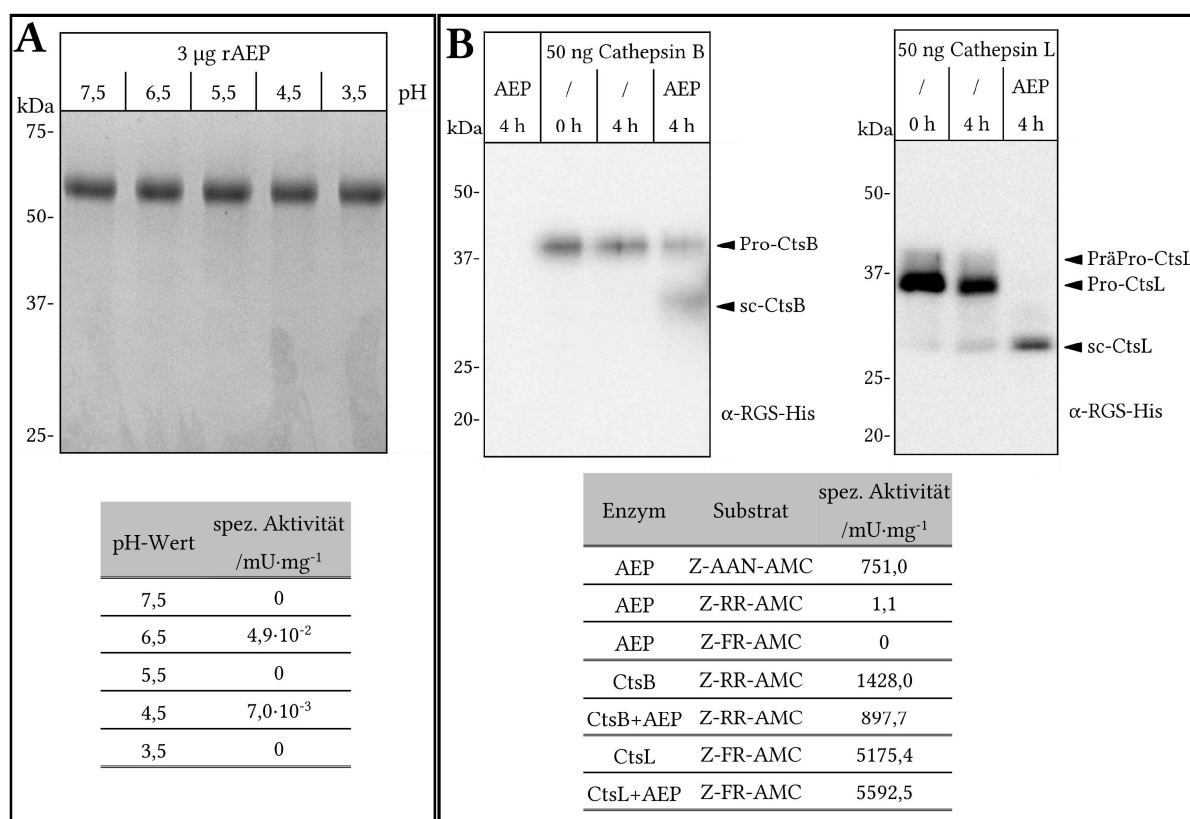 A
3 µg rAEP
7,5 6,5 5,5 4,5 3,5 pH
kDa
75-
50-
37-
25-
pH-Wert spez. Aktivität /mU·mg⁻¹
7,5 0
6,5 4,9·10⁻²
5,5 0
4,5 7,0·10⁻³
3,5 0
B
50 ng Cathepsin B
AEP / / AEP
kDa 4 h 0 h 4 h 4 h
50-
37-
25-
20-
Pro-CtsB
sc-CtsB
α-RGS-His
50 ng Cathepsin L
/ / AEP
kDa 0 h 4 h 4 h
50-
37-
25-
20-
PräPro-CtsL
Pro-CtsL
sc-CtsL
α-RGS-His
Enzym Substrat spez. Aktivität /mU·mg⁻¹
AEP Z-AAN-AMC 751,0
AEP Z-RR-AMC 1,1
AEP Z-FR-AMC 0
CtsB Z-RR-AMC 1428,0
CtsB+AEP Z-RR-AMC 897,7
CtsL Z-FR-AMC 5175,4
CtsL+AEP Z-FR-AMC 5592,5